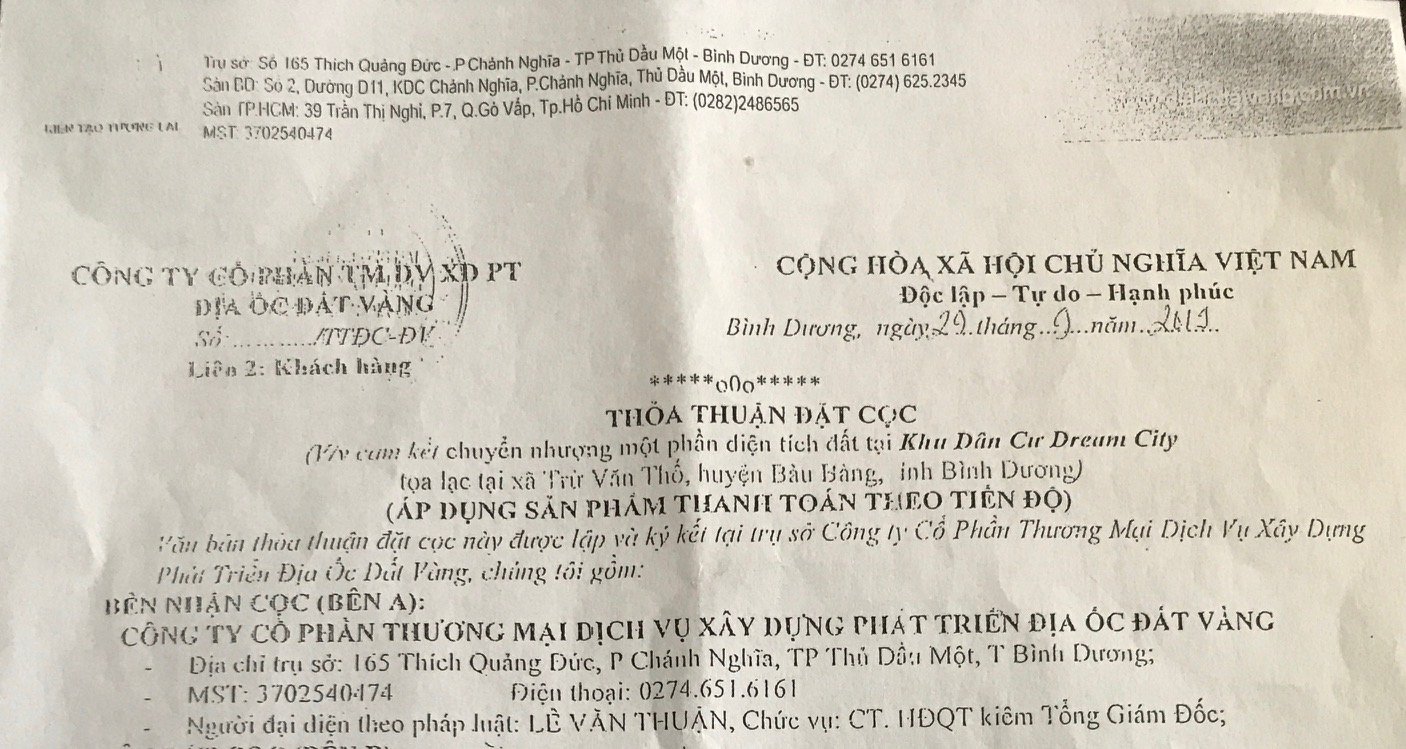 Trụ sở: Số 165 Thích Quảng Đức - P Chánh Nghĩa - TP Thủ Dầu Một - Bình Dương - ĐT: 0274 651 6161
Sàn BD: Số 2, Đường D11, KDC Chánh Nghĩa, P.Chánh Nghĩa, Thủ Dầu Một, Bình Dương - ĐT: (0274) 625.2345
Sàn TP.HCM: 39 Trần Thị Nghỉ, P.7, Q.Gò Vấp, Tp.Hồ Chí Minh - ĐT: (0282)2486565
KIẾN TẠO TƯƠNG LAI
MST: 3702540474
CÔNG TY CỔ PHẦN TM DV XD PT
ĐỊA ỐC ĐẤT VÀNG
Số:............/TTĐC-ĐV
Liên 2: Khách hàng
CỘNG HÒA XÃ HỘI CHỦ NGHĨA VIỆT NAM
Độc lập – Tự do – Hạnh phúc
Bình Dương, ngày 29 tháng 9 năm
*****o0o*****
THỎA THUẬN ĐẶT CỌC
(V/v cam kết chuyển nhượng một phần diện tích đất tại Khu Dân Cư Dream City
tọa lạc tại xã Trừ Văn Thố, huyện Bàu Bàng, ỉnh Bình Dương)
(ÁP DỤNG SẢN PHẨM THANH TOÁN THEO TIẾN ĐỘ)
Văn bản thỏa thuận đặt cọc này được lập và ký kết tại trụ sở Công ty Cổ Phần Thương Mại Dịch Vụ Xây Dựng
Phát Triển Địa Ốc Đất Vàng, chúng tôi gồm:
BÊN NHẬN CỌC (BÊN A):
CÔNG TY CỔ PHẦN THƯƠNG MẠI DỊCH VỤ XÂY DỰNG PHÁT TRIỂN ĐỊA ỐC ĐẤT VÀNG
- Địa chỉ trụ sở: 165 Thích Quảng Đức, P Chánh Nghĩa, TP Thủ Dầu Một, T Bình Dương;
- MST: 3702540474 Điện thoại: 0274.651.6161
- Người đại diện theo pháp luật: LÊ VĂN THUẬN, Chức vụ: CT. HĐQT kiêm Tổng Giám Đốc;